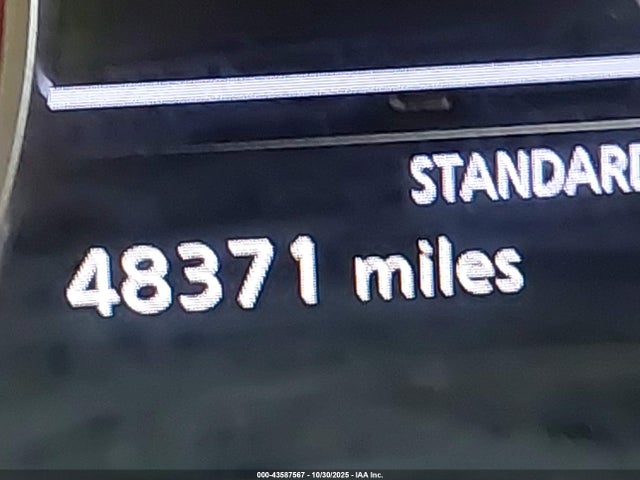 STANDARD
48371 miles
000-43587567 - 10/30/2025 - IAA Inc.